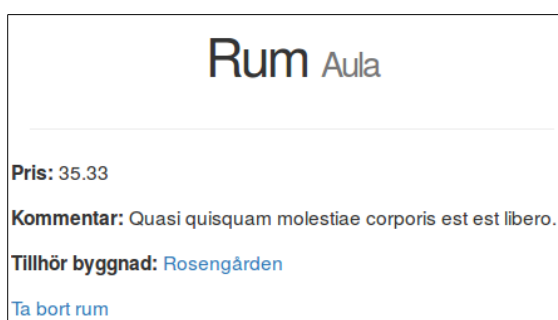 Rum Aula
Pris: 35.33
Kommentar: Quasi quisquam molestiae corporis est est libero.
Tillhör byggnad: Rosengården
Ta bort rum